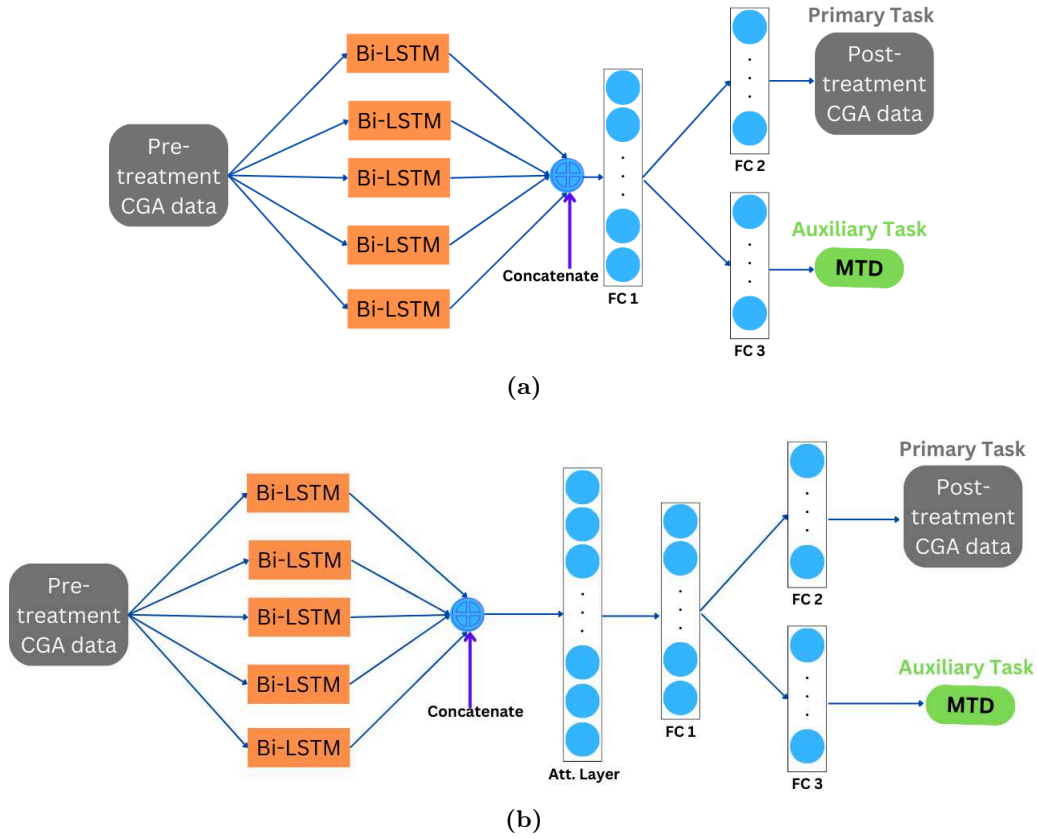 Primary Task
Bi-LSTM
Bi-LSTM
Bi-LSTM
Bi-LSTM
Bi-LSTM
Pre-
treatment
CGA data
Concatenate
FC 1
FC 2
Post-
treatment
CGA data
Auxiliary Task
MTD
FC 3
(a)
Primary Task
Bi-LSTM
Bi-LSTM
Bi-LSTM
Bi-LSTM
Bi-LSTM
Pre-
treatment
CGA data
Concatenate
Att. Layer
FC 1
FC 2
Post-
treatment
CGA data
Auxiliary Task
MTD
FC 3
(b)